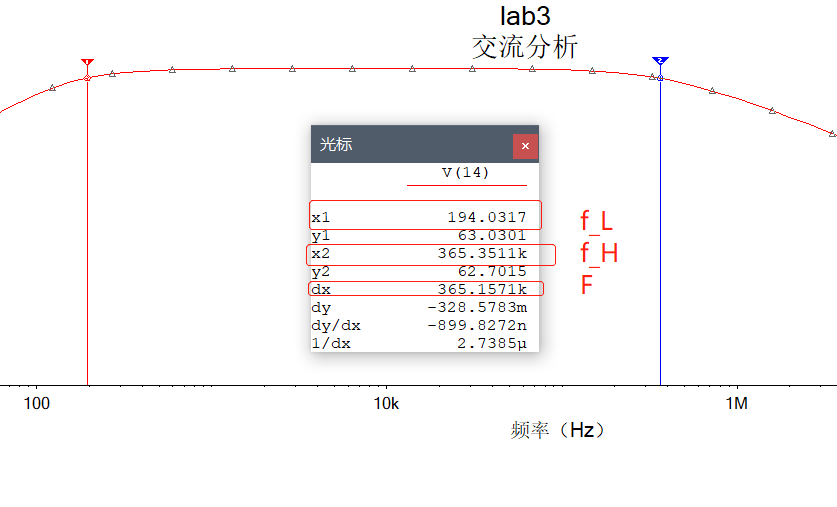 lab3
交流分析
1
2
光标
×
V(14)
x1 194.0317
f_L
y1 63.0301
x2 365.3511k
f_H
y2 62.7015
dx 365.1571k
F
dy -328.5783m
dy/dx -899.8272n
1/dx 2.7385µ
100 10k 1M
频率（Hz）